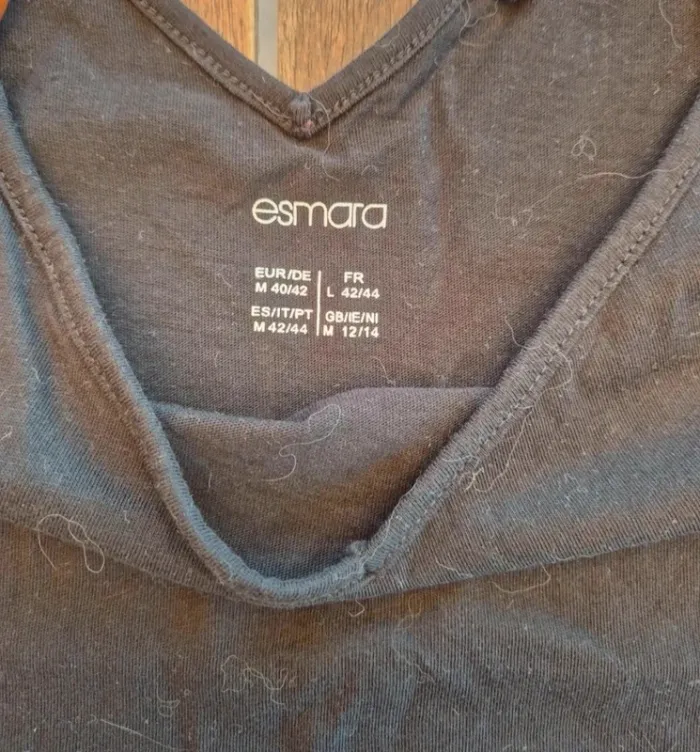 esmara
EUR/DE
M 40/42
FR
L 42/44
ES/IT/PT
M 42/44
GB/IE/NI
M 12/14